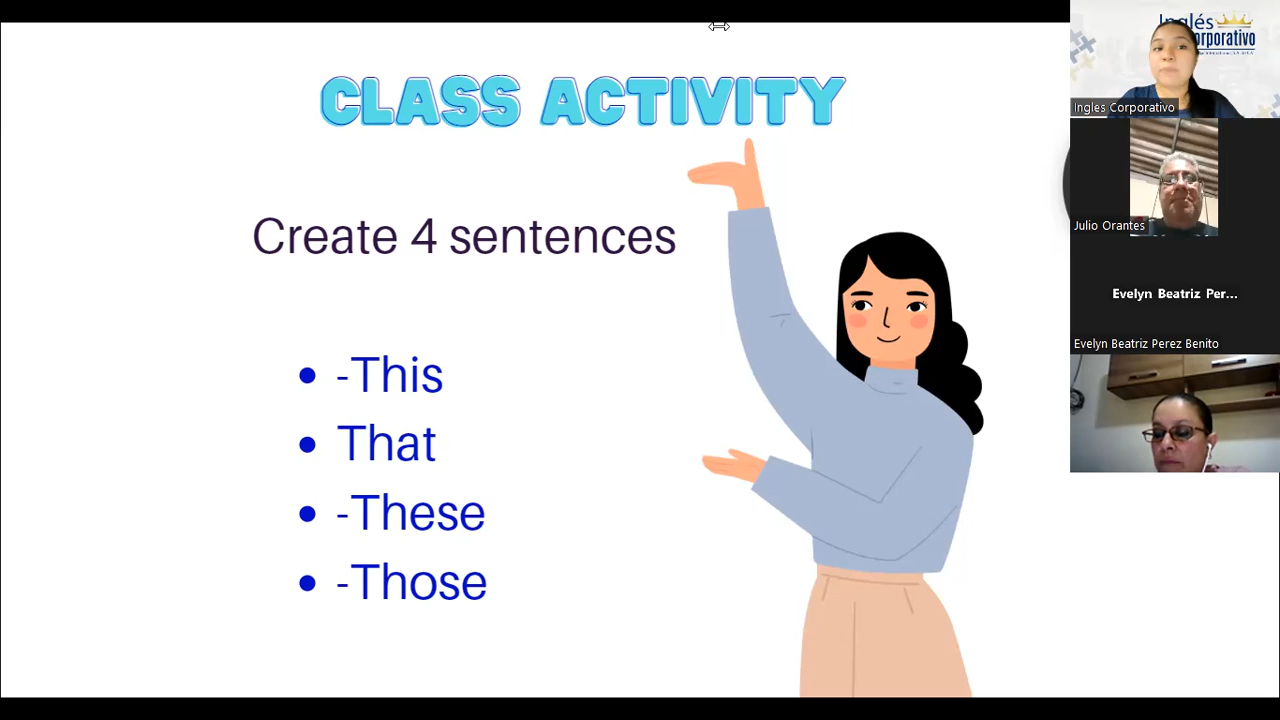 CLASS ACTIVITY
Create 4 sentences
• -This
• That
• -These
• -Those
Inglés
Corporativo
Ingles Corporativo
Julio Orantes
Evelyn Beatriz Per...
Evelyn Beatriz Perez Benito